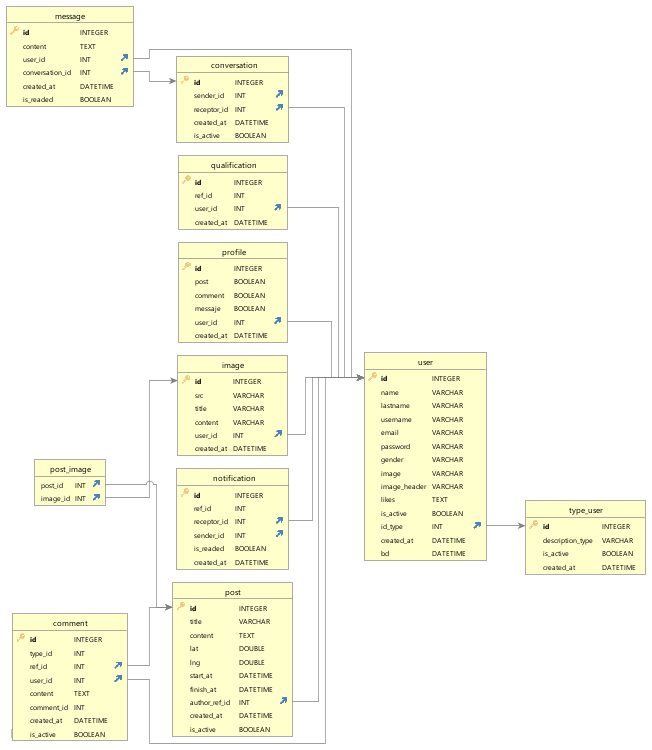 message
id INTEGER
content TEXT
user_id INT
conversation_id INT
created_at DATETIME
is_readed BOOLEAN
conversation
id INTEGER
sender_id INT
receptor_id INT
created_at DATETIME
is_active BOOLEAN
qualification
id INTEGER
ref_id INT
user_id INT
created_at DATETIME
profile
id INTEGER
post BOOLEAN
comment BOOLEAN
messaje BOOLEAN
user_id INT
created_at DATETIME
image
id INTEGER
src VARCHAR
title VARCHAR
content VARCHAR
user_id INT
created_at DATETIME
user
id INTEGER
name VARCHAR
lastname VARCHAR
username VARCHAR
email VARCHAR
password VARCHAR
gender VARCHAR
image VARCHAR
image_header VARCHAR
likes TEXT
is_active BOOLEAN
id_type INT
created_at DATETIME
bd DATETIME
post_image
post_id INT
image_id INT
notification
id INTEGER
ref_id INT
receptor_id INT
sender_id INT
is_readed BOOLEAN
created_at DATETIME
type_user
id INTEGER
description_type VARCHAR
is_active BOOLEAN
created_at DATETIME
post
id INTEGER
title VARCHAR
content TEXT
lat DOUBLE
lng DOUBLE
start_at DATETIME
finish_at DATETIME
author_ref_id INT
created_at DATETIME
is_active BOOLEAN
comment
id INTEGER
type_id INT
ref_id INT
user_id INT
content TEXT
comment_id INT
created_at DATETIME
is_active BOOLEAN